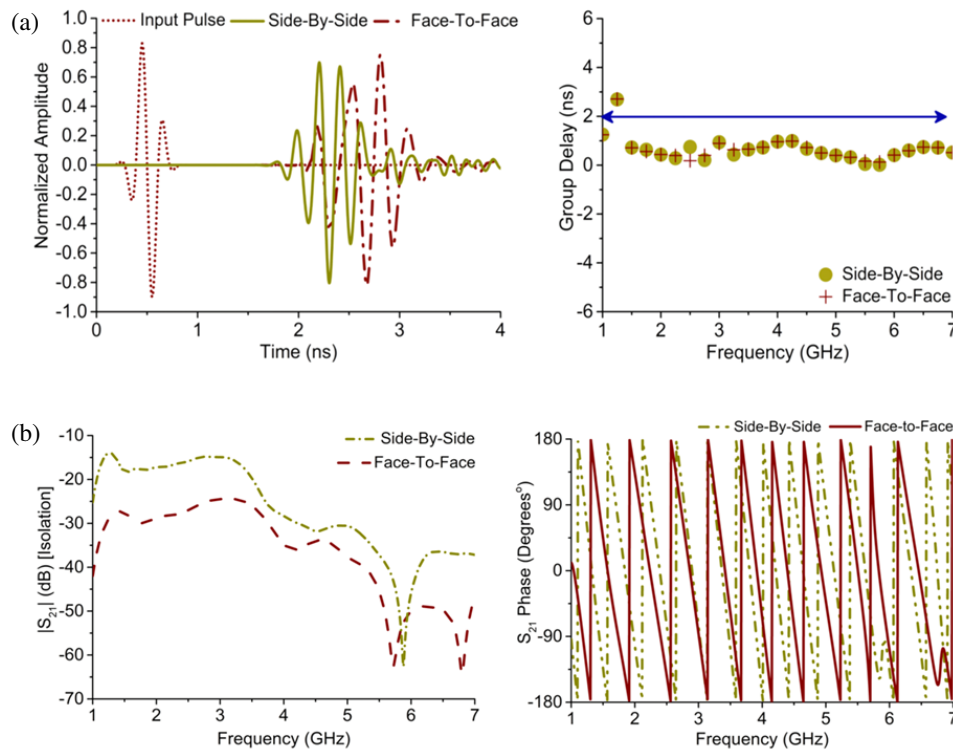 (a)
Input Pulse Side-By-Side Face-To-Face
1.0
0.8
0.6
0.4
0.2
0.0
-0.2
-0.4
-0.6
-0.8
-1.0
Normalized Amplitude
0 1 2 3 4
Time (ns)
6
4
2
0
-2
-4
-6
Group Delay (ns)
Side-By-Side
Face-To-Face
1 2 3 4 5 6 7
Frequency (GHz)
(b)
-10
-20
-30
-40
-50
-60
-70
|S21| (dB) [Isolation]
Side-By-Side
Face-To-Face
1 2 3 4 5 6 7
Frequency (GHz)
Side-By-Side Face-to-Face
180
90
0
-90
-180
S21 Phase (Degrees°)
1 2 3 4 5 6 7
Frequency (GHz)